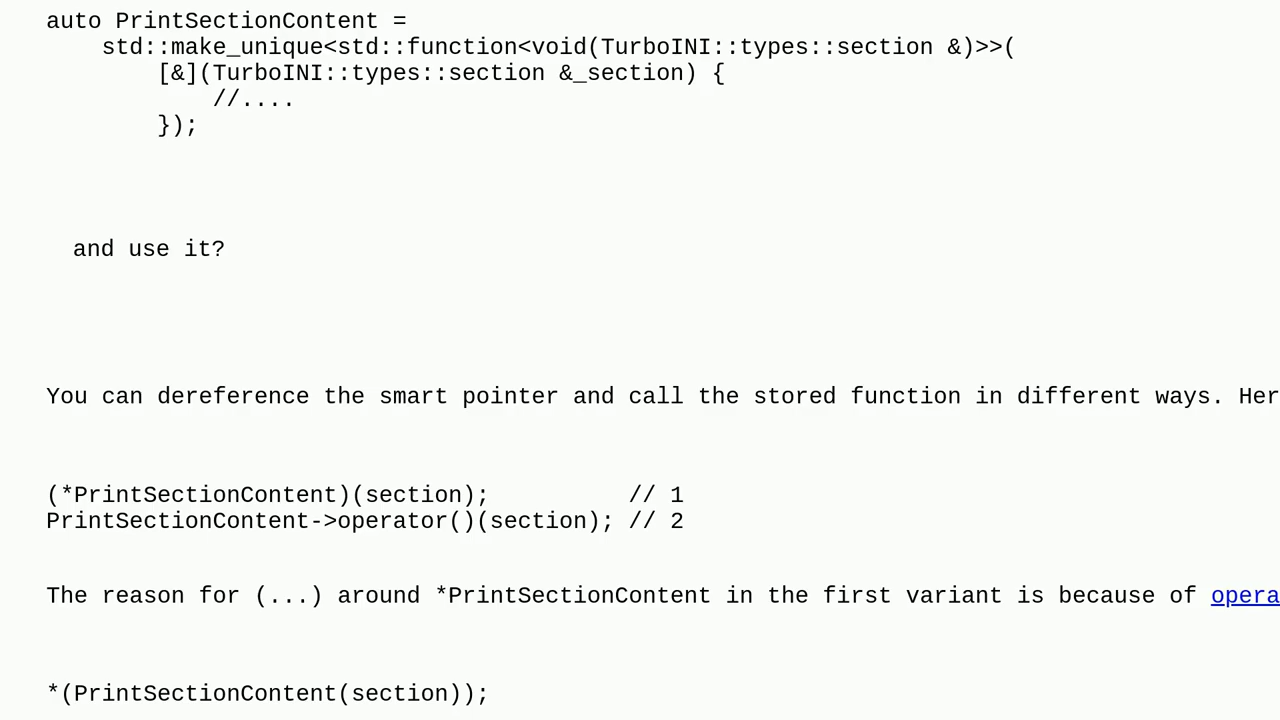 auto PrintSectionContent =
    std::make_unique<std::function<void(TurboINI::types::section &)>>(
        [&](TurboINI::types::section &_section) {
            //....
        });
and use it?
You can dereference the smart pointer and call the stored function in different ways. Her
(*PrintSectionContent)(section);          // 1
PrintSectionContent->operator()(section); // 2
The reason for (...) around *PrintSectionContent in the first variant is because of opera
*(PrintSectionContent(section));